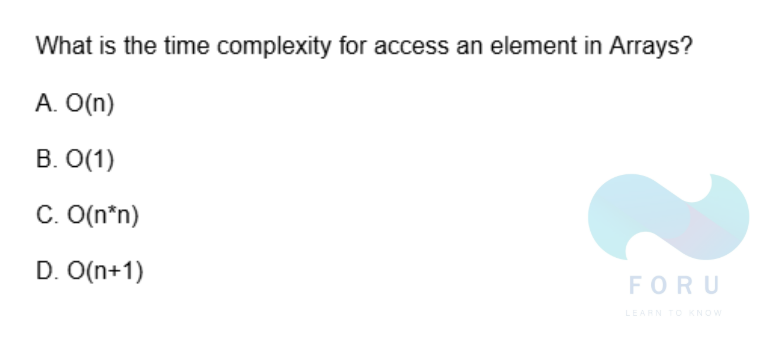 What is the time complexity for access an element in Arrays?
A. O(n)
B. O(1)
C. O(n*n)
D. O(n+1)
FORU
LEARN TO KNOW